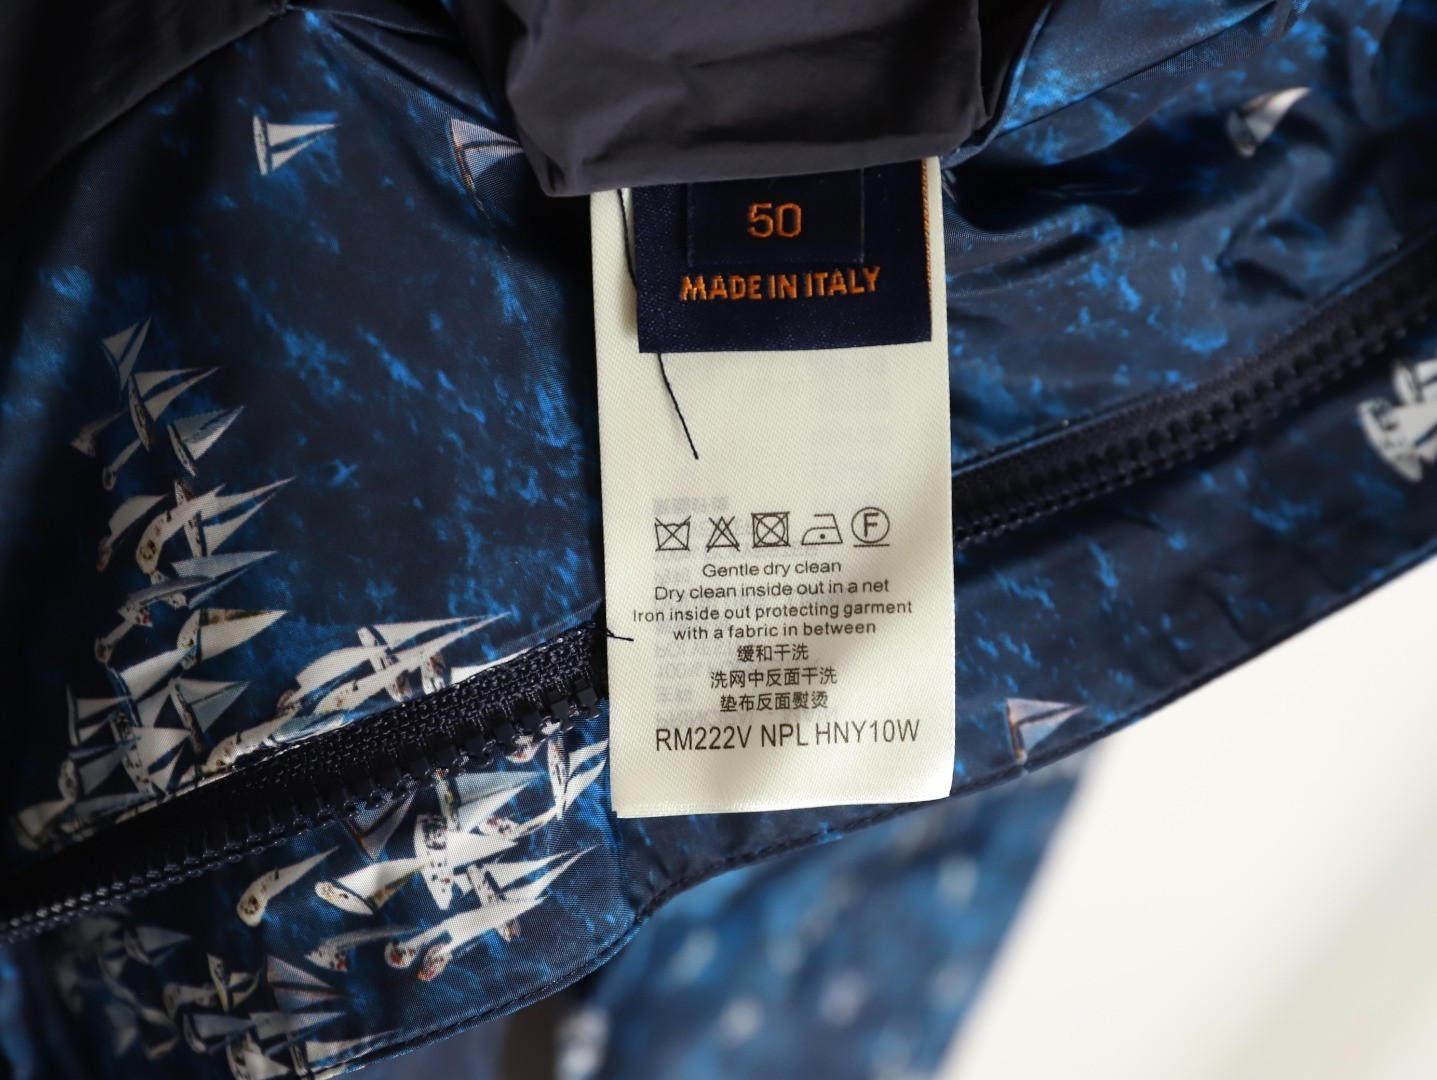 50
MADE IN ITALY
F
Gentle dry clean
Dry clean inside out in a net
Iron inside out protecting garment
with a fabric in between
缓和干洗
洗网中反面干洗
垫布反面熨烫
RM222V NPL HNY10W